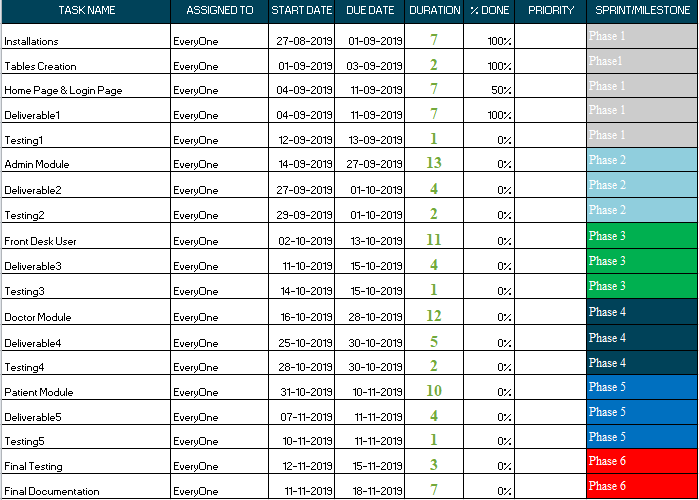 TASK NAME ASSIGNED TO START DATE DUE DATE DURATION % DONE PRIORITY SPRINT/MILESTONE
Installations EveryOne 27-08-2019 01-09-2019 7 100% Phase 1
Tables Creation EveryOne 01-09-2019 03-09-2019 2 100% Phase1
Home Page & Login Page EveryOne 04-09-2019 11-09-2019 7 50% Phase 1
Deliverable1 EveryOne 04-09-2019 11-09-2019 7 100% Phase 1
Testing1 EveryOne 12-09-2019 13-09-2019 1 0% Phase 1
Admin Module EveryOne 14-09-2019 27-09-2019 13 0% Phase 2
Deliverable2 EveryOne 27-09-2019 01-10-2019 4 0% Phase 2
Testing2 EveryOne 29-09-2019 01-10-2019 2 0% Phase 2
Front Desk User EveryOne 02-10-2019 13-10-2019 11 0% Phase 3
Deliverable3 EveryOne 11-10-2019 15-10-2019 4 0% Phase 3
Testing3 EveryOne 14-10-2019 15-10-2019 1 0% Phase 3
Doctor Module EveryOne 16-10-2019 28-10-2019 12 0% Phase 4
Deliverable4 EveryOne 25-10-2019 30-10-2019 5 0% Phase 4
Testing4 EveryOne 28-10-2019 30-10-2019 2 0% Phase 4
Patient Module EveryOne 31-10-2019 10-11-2019 10 0% Phase 5
Deliverable5 EveryOne 07-11-2019 11-11-2019 4 0% Phase 5
Testing5 EveryOne 10-11-2019 11-11-2019 1 0% Phase 5
Final Testing EveryOne 12-11-2019 15-11-2019 3 0% Phase 6
Final Documentation EveryOne 11-11-2019 18-11-2019 7 0% Phase 6